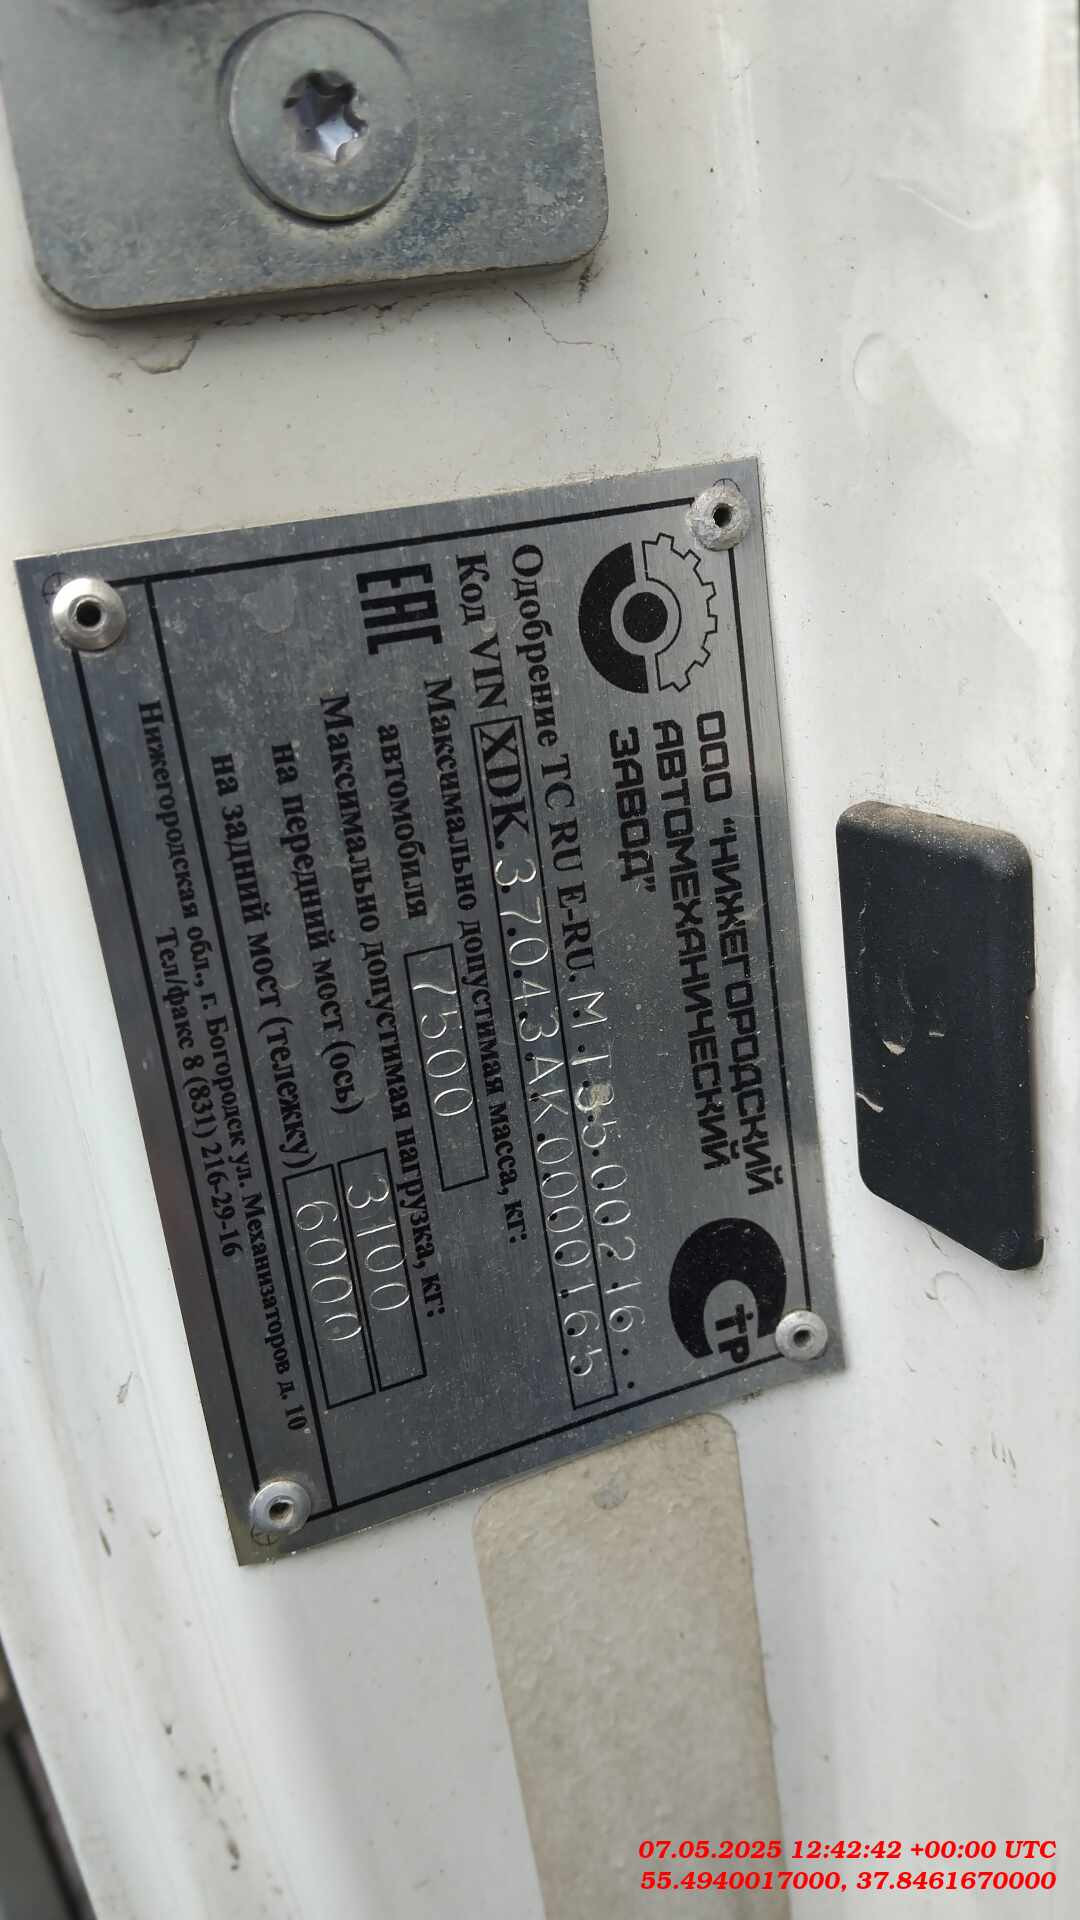 ООО "НИЖЕГОРОДСКИЙ
АВТОМЕХАНИЧЕСКИЙ
ЗАВОД"
тр
Одобрение ТС RU E-RU. М.Т.35.00216..
Код VIN XDK.37043AK0000165
ЕАС
Максимально допустимая масса, кг:
автомобиля 7500
Максимально допустимая нагрузка, кг:
на передний мост (ось) 3100
на задний мост (тележку) 6000
Нижегородская обл., г. Богородск ул. Механизаторов д. 10
Тел/факс 8 (831) 216-29-16
07.05.2025 12:42:42 +00:00 UTC
55.4940017000, 37.8461670000